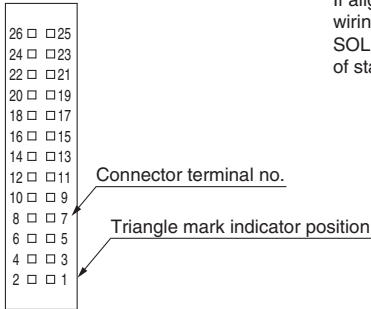 If alig
wirin
SOL
of sta
26 □ □ 25
24 □ □ 23
22 □ □ 21
20 □ □ 19
18 □ □ 17
16 □ □ 15
14 □ □ 13
12 □ □ 11
10 □ □ 9
8 □ □ 7
6 □ □ 5
4 □ □ 3
2 □ □ 1
Connector terminal no.
Triangle mark indicator position